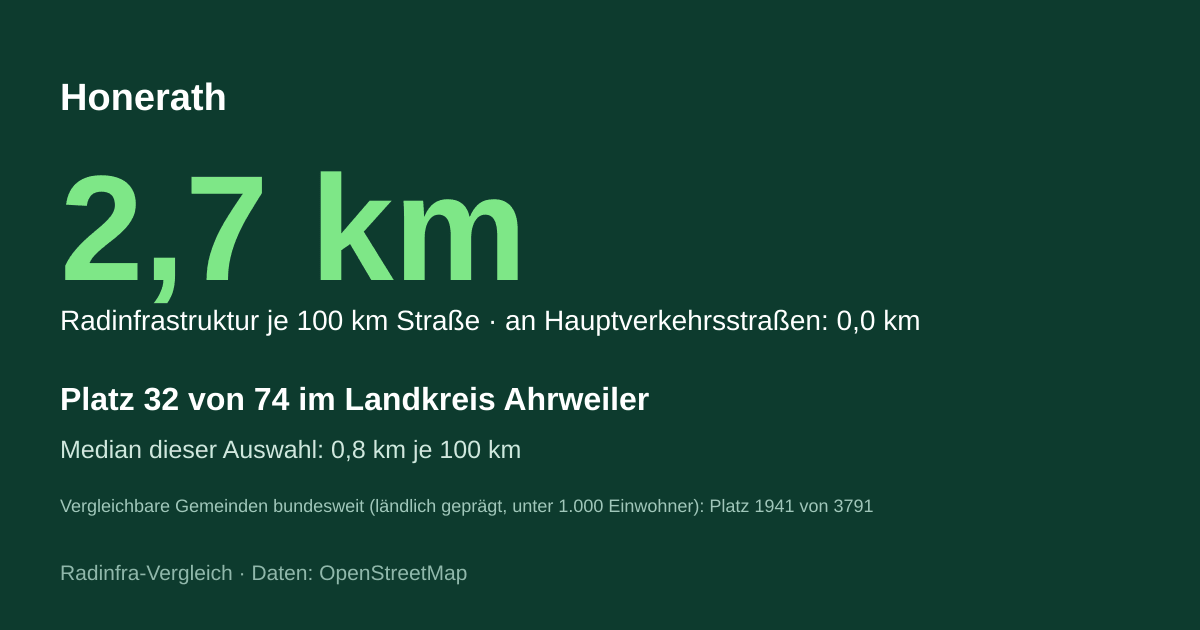 Honerath
2,7 km
Radinfrastruktur je 100 km Straße · an Hauptverkehrsstraßen: 0,0 km
Platz 32 von 74 im Landkreis Ahrweiler
Median dieser Auswahl: 0,8 km je 100 km
Vergleichbare Gemeinden bundesweit (ländlich geprägt, unter 1.000 Einwohner): Platz 1941 von 3791
Radinfra-Vergleich · Daten: OpenStreetMap